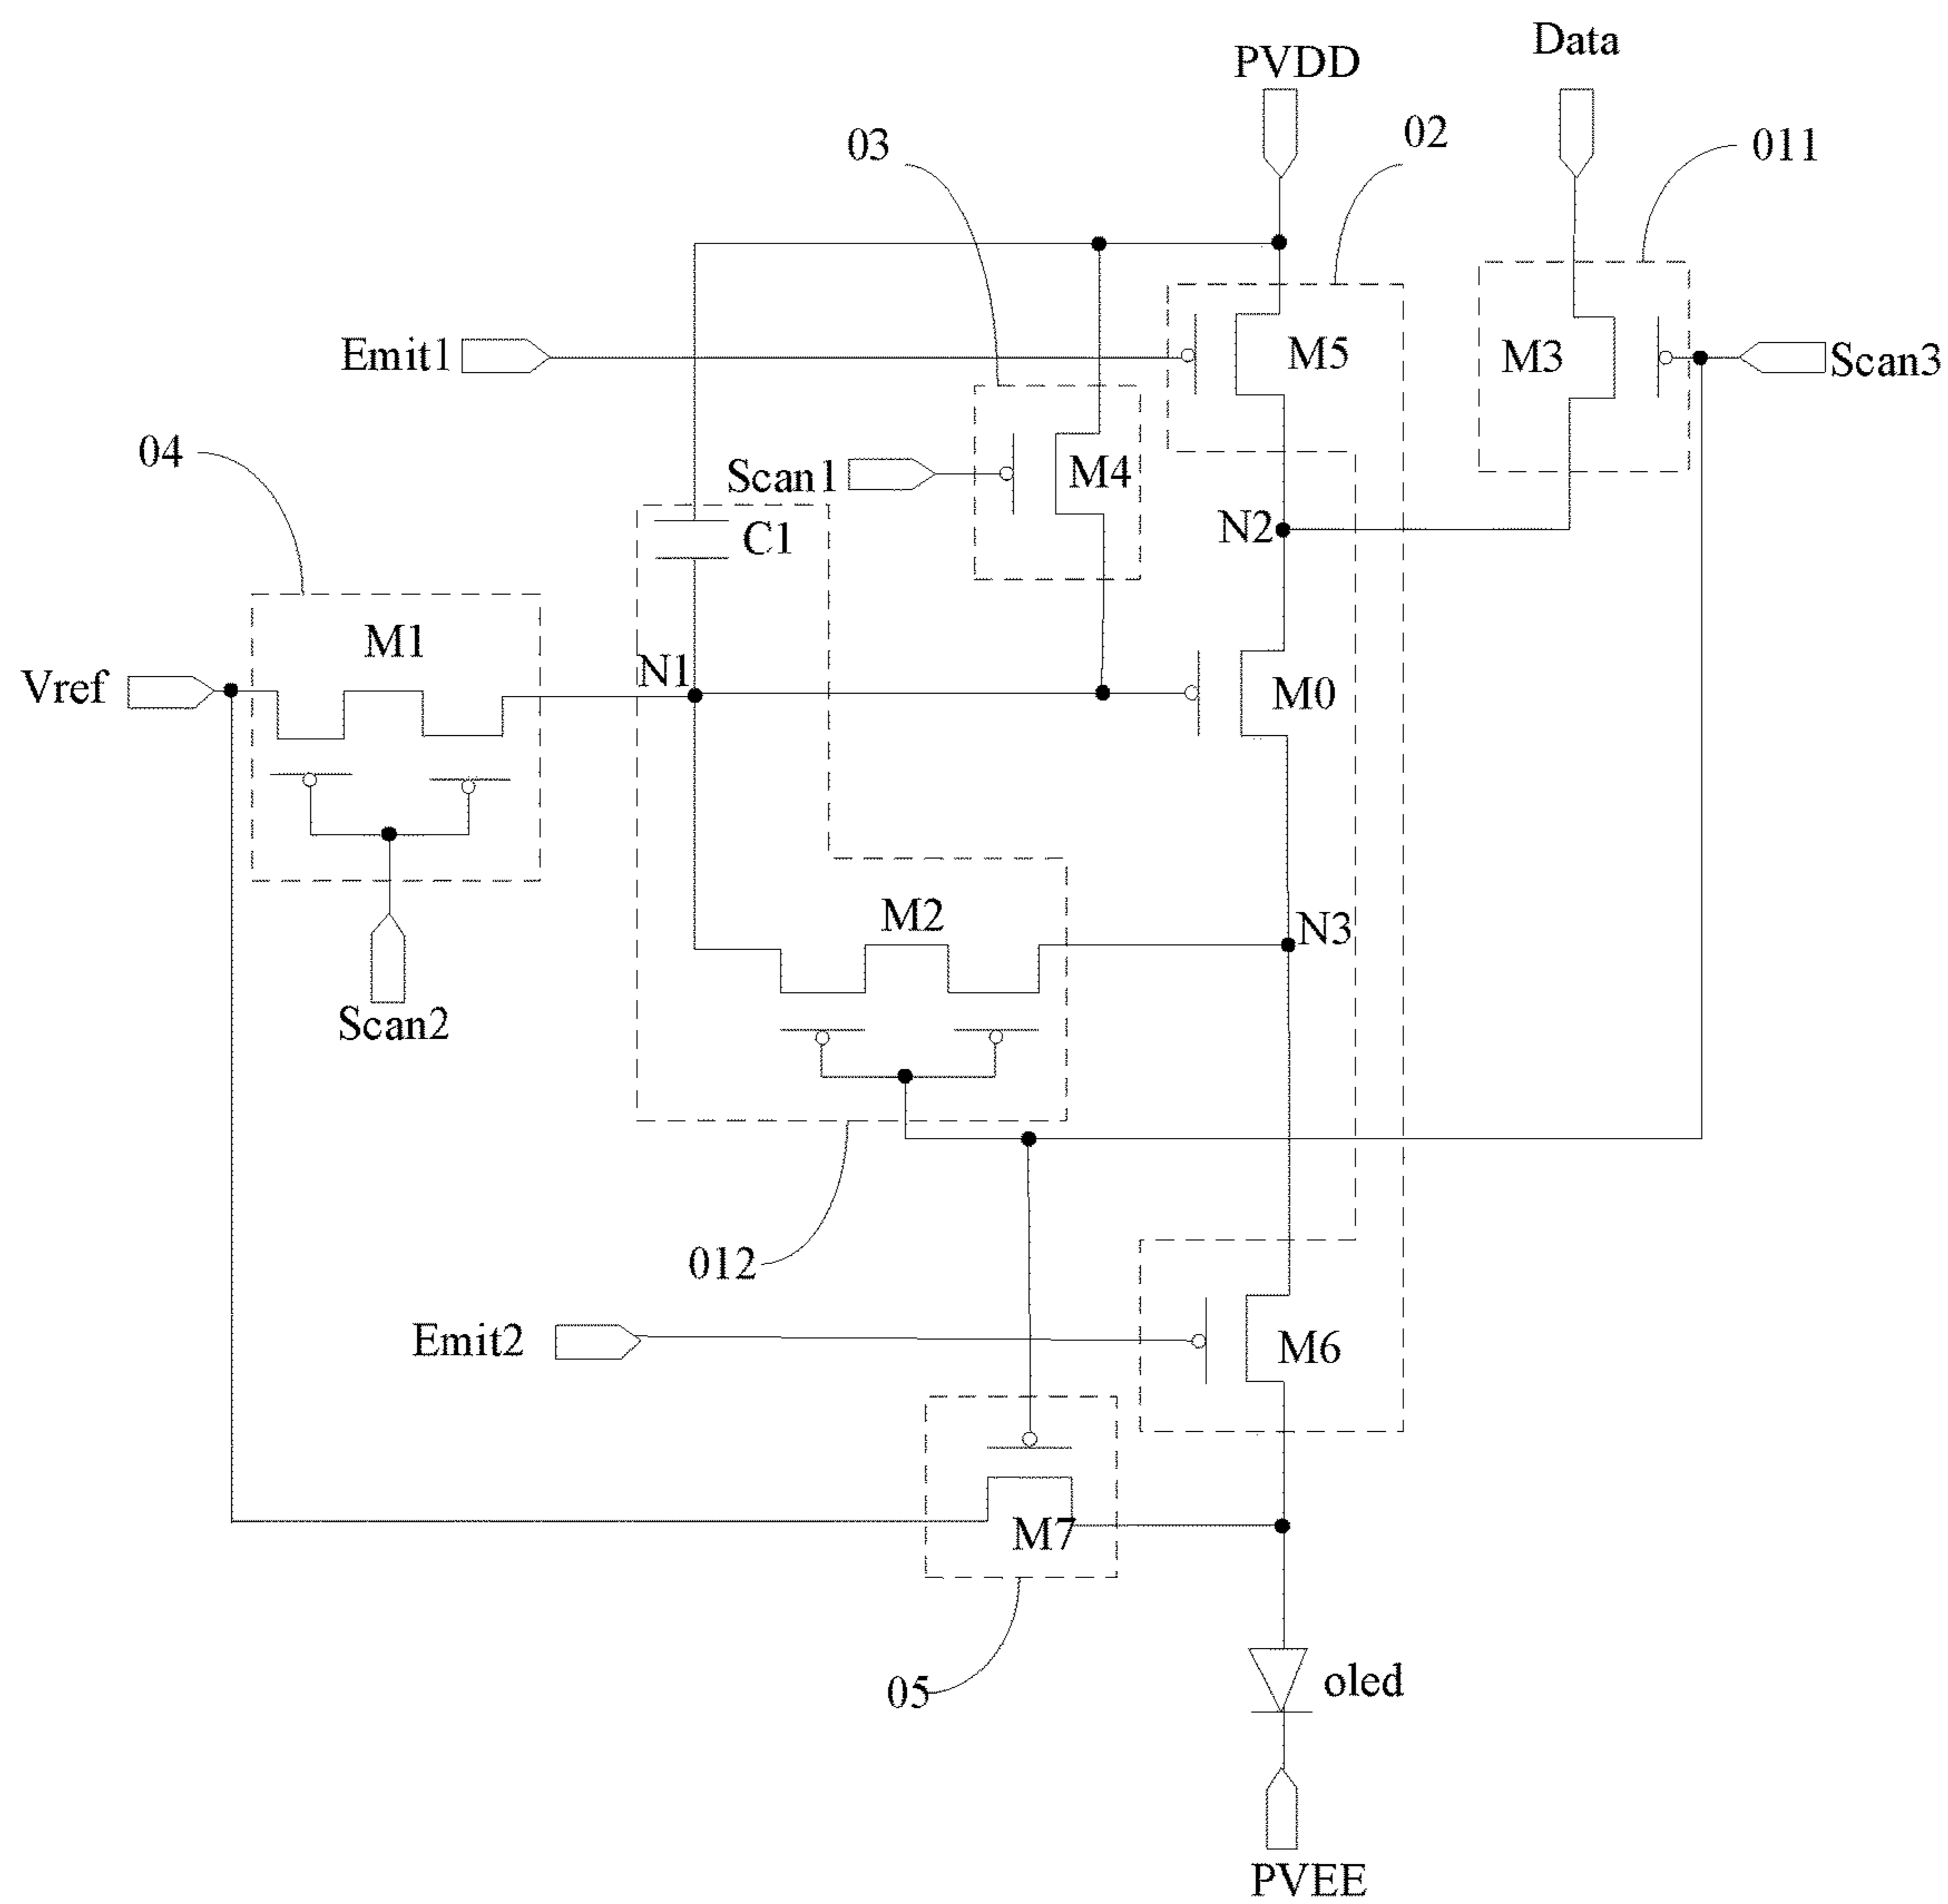 Data
PVDD
02
03
011
Emit1
M5
M3
Scan3
04
Scan1
M4
N2
C1
M1
N1
Vref
M0
M2
N3
Scan2
012
Emit2
M6
M7
05
oled
PVEE